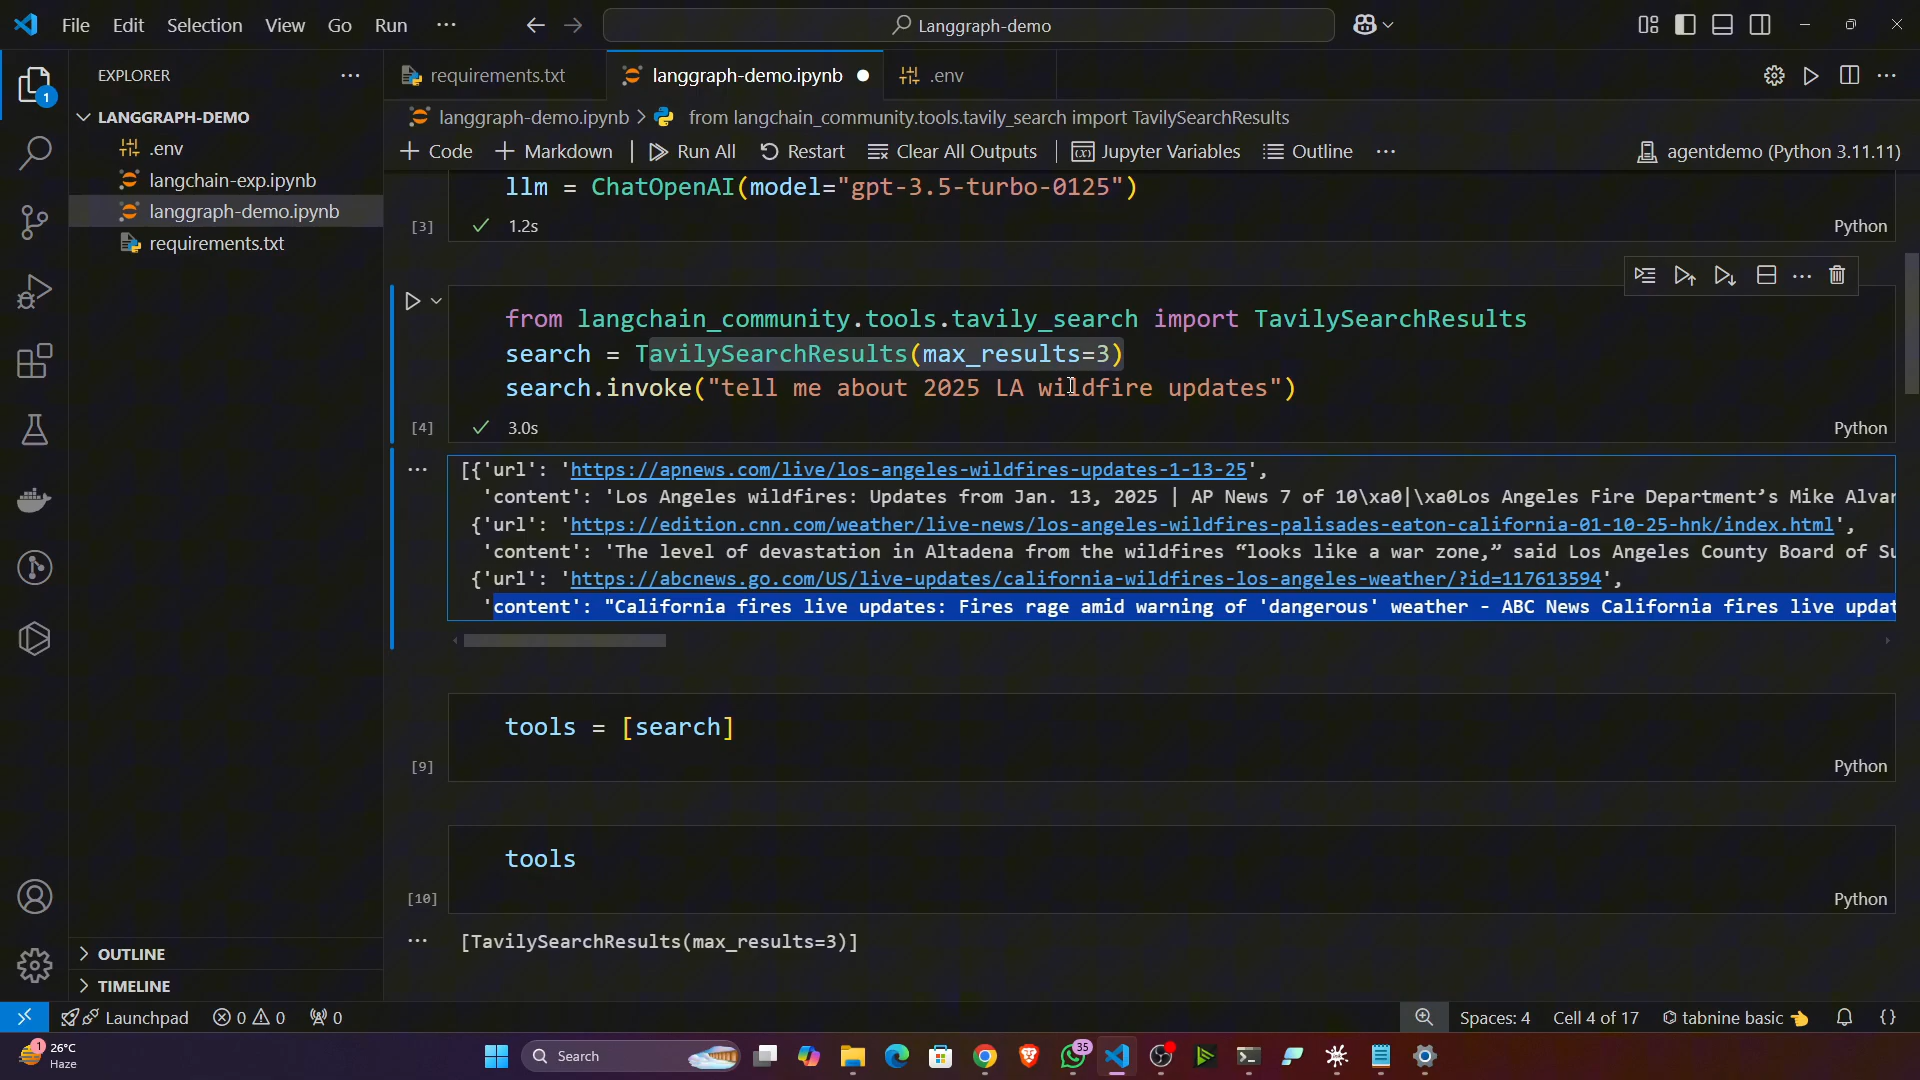 File Edit Selection View Go Run ···
Langgraph-demo
EXPLORER ···
requirements.txt
langgraph-demo.ipynb
.env
LANGGRAPH-DEMO
.env
langchain-exp.ipynb
langgraph-demo.ipynb
requirements.txt
1
langgraph-demo.ipynb > from langchain_community.tools.tavily_search import TavilySearchResults
+ Code + Markdown Run All Restart Clear All Outputs Jupyter Variables Outline ··· agentdemo (Python 3.11.11)
llm = ChatOpenAI(model="gpt-3.5-turbo-0125")
[3] ✓ 1.2s Python
from langchain_community.tools.tavily_search import TavilySearchResults
search = TavilySearchResults(max_results=3)
search.invoke("tell me about 2025 LA wildfire updates")
[4] ✓ 3.0s Python
[{'url': 'https://apnews.com/live/los-angeles-wildfires-updates-1-13-25',
'content': 'Los Angeles wildfires: Updates from Jan. 13, 2025 | AP News 7 of 10\xa0|\xa0Los Angeles Fire Department’s Mike Alvar
{'url': 'https://edition.cnn.com/weather/live-news/los-angeles-wildfires-palisades-eaton-california-01-10-25-hnk/index.html',
'content': 'The level of devastation in Altadena from the wildfires “looks like a war zone,” said Los Angeles County Board of Su
{'url': 'https://abcnews.go.com/US/live-updates/california-wildfires-los-angeles-weather/?id=117613594',
'content': "California fires live updates: Fires rage amid warning of 'dangerous' weather - ABC News California fires live updat
tools = [search]
[9] Python
tools
[10] Python
[TavilySearchResults(max_results=3)]
OUTLINE
TIMELINE
Launchpad 0 0 0 Spaces: 4 Cell 4 of 17 tabnine basic {}
1 26°C
Haze
Search
35